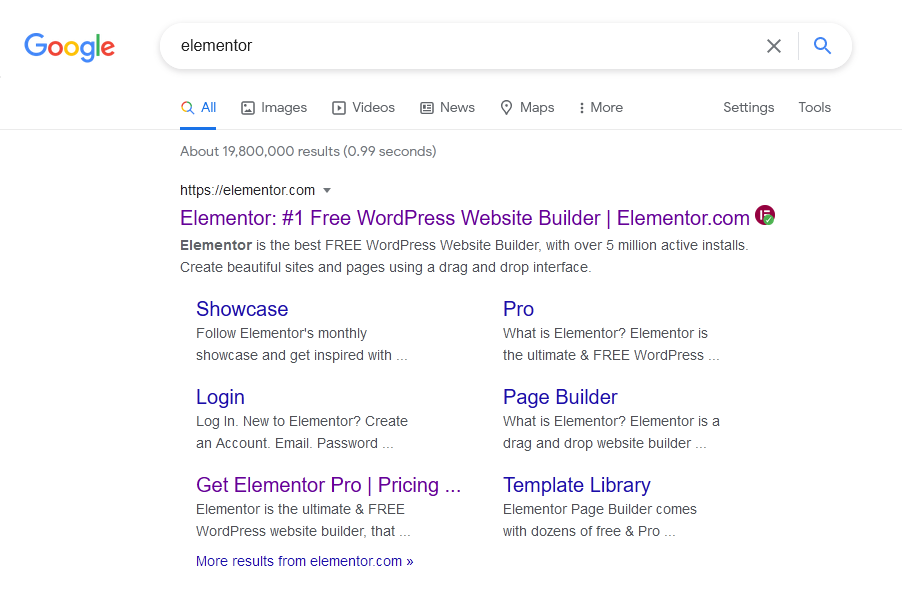 Google
elementor
All Images Videos News Maps More Settings Tools
About 19,800,000 results (0.99 seconds)
https://elementor.com
Elementor: #1 Free WordPress Website Builder | Elementor.com
Elementor is the best FREE WordPress Website Builder, with over 5 million active installs.
Create beautiful sites and pages using a drag and drop interface.
Showcase
Follow Elementor's monthly
showcase and get inspired with ...
Pro
What is Elementor? Elementor is
the ultimate & FREE WordPress ...
Login
Log In. New to Elementor? Create
an Account. Email. Password ...
Page Builder
What is Elementor? Elementor is a
drag and drop website builder ...
Get Elementor Pro | Pricing ...
Elementor is the ultimate & FREE
WordPress website builder, that ...
Template Library
Elementor Page Builder comes
with dozens of free & Pro ...
More results from elementor.com »